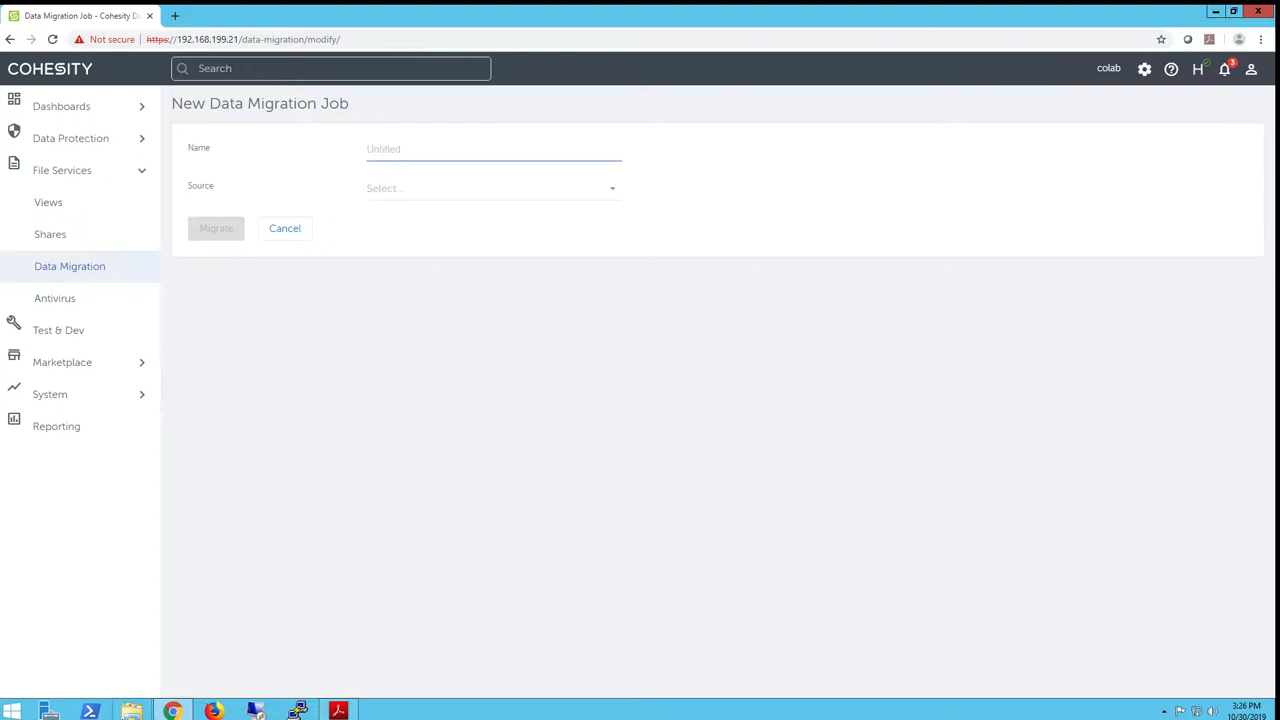 Data Migration Job - Cohesity D
Not secure https://192.168.199.21/data-migration/modify/
COHESITY
Search
colab
H
3
New Data Migration Job
Dashboards
Data Protection
File Services
Views
Shares
Data Migration
Antivirus
Test & Dev
Marketplace
System
Reporting
Name
Untitled
Source
Select...
Migrate
Cancel
3:26 PM
10/30/2019